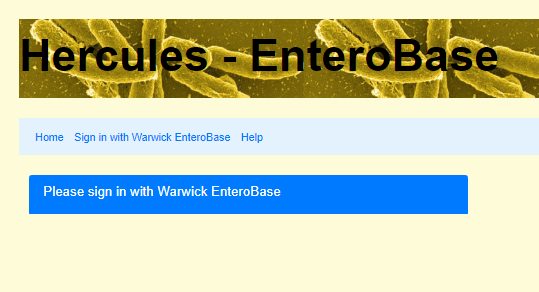 Hercules - EnteroBase
Home Sign in with Warwick EnteroBase Help
Please sign in with Warwick EnteroBase